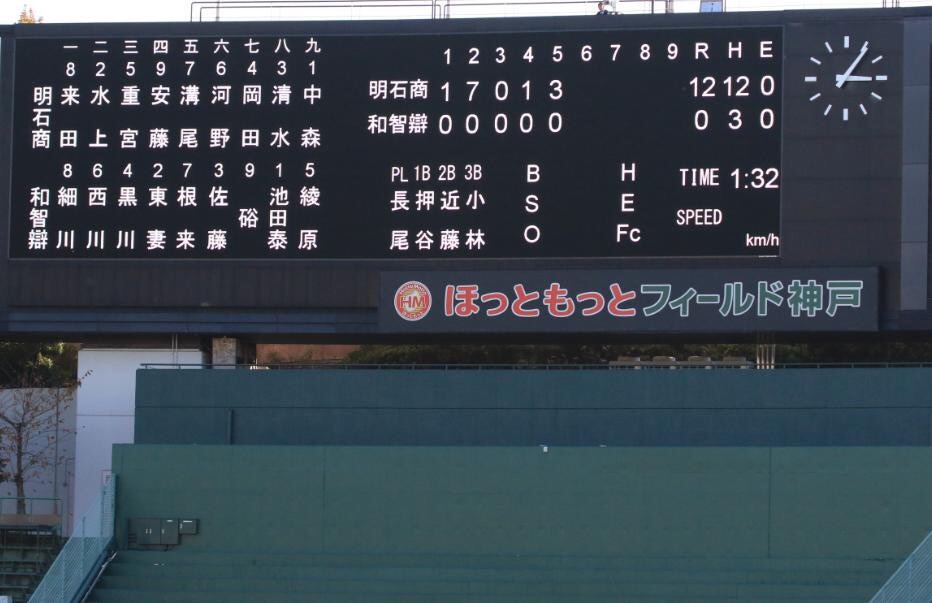 一 二 三 四 五 六 七 八 九
8 2 5 9 7 6 4 3 1
明石商 来田 水上 重宮 安藤 溝尾 河野 岡田 清水 中森
8 6 4 2 7 3 9 1 5
和智辯 細川 西川 黒川 東妻 根来 佐藤 硲 池田泰 綾原
1 2 3 4 5 6 7 8 9 R H E
明石商 1 7 0 1 3 12 12 0
和智辯 0 0 0 0 0 0 3 0
PL 1B 2B 3B
長尾 押谷 近藤 小林
B
S
O
H
E
Fc
TIME 1:32
SPEED
km/h
HM ほっともっとフィールド神戸